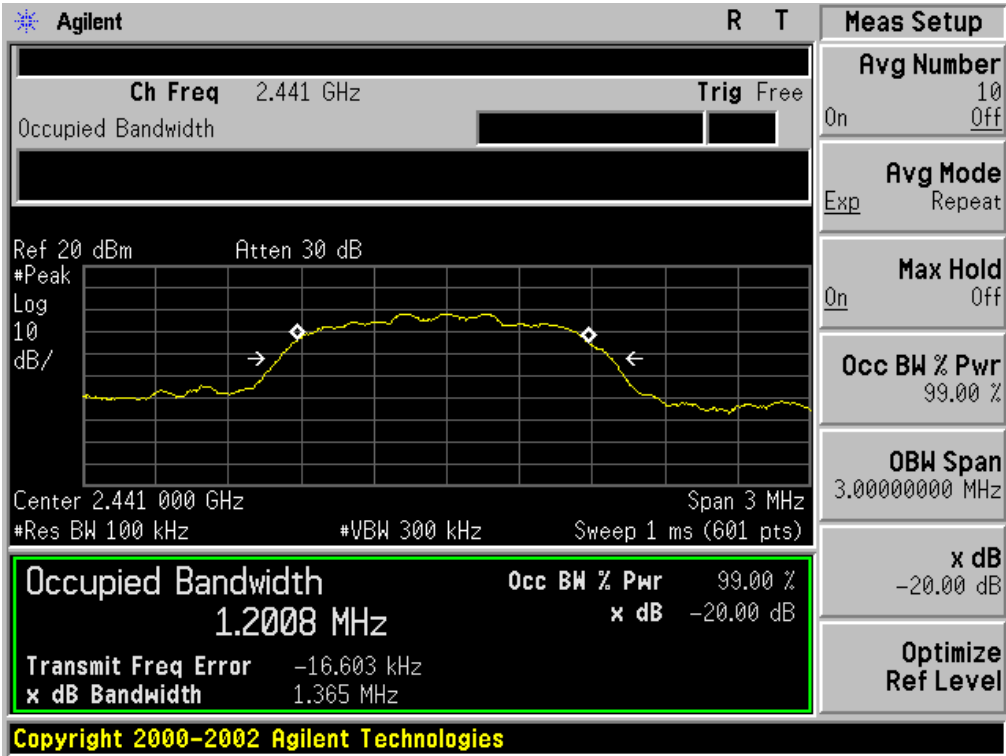 Agilent R T
Ch Freq 2.441 GHz Trig Free
Occupied Bandwidth
Ref 20 dBm Atten 30 dB
#Peak
Log
10
dB/
Center 2.441 000 GHz Span 3 MHz
#Res BW 100 kHz #VBW 300 kHz Sweep 1 ms (601 pts)
Occupied Bandwidth
1.2008 MHz
Occ BW % Pwr 99.00 %
x dB -20.00 dB
Transmit Freq Error -16.603 kHz
x dB Bandwidth 1.365 MHz
Copyright 2000-2002 Agilent Technologies
Meas Setup
Avg Number
10
On Off
Avg Mode
Exp Repeat
Max Hold
On Off
Occ BW % Pwr
99.00 %
OBW Span
3.00000000 MHz
x dB
-20.00 dB
Optimize
Ref Level